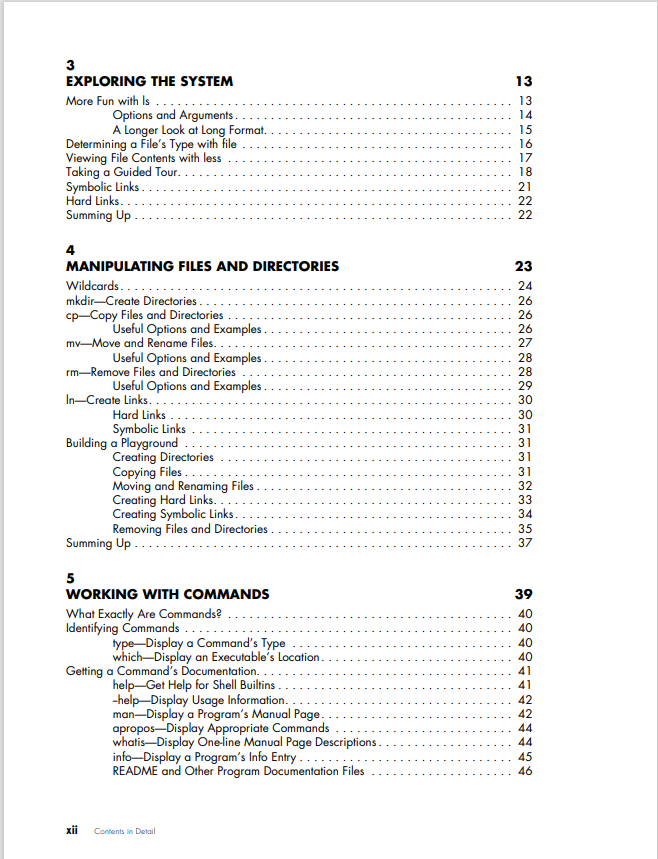 3
EXPLORING THE SYSTEM 13
More Fun with ls . . . . . . . . . . . . . . . . . . . . . . . . . . . . . . . . . . . . . . . . . . . . . . . . . . 13
Options and Arguments. . . . . . . . . . . . . . . . . . . . . . . . . . . . . . . . . . . . . . . 14
A Longer Look at Long Format. . . . . . . . . . . . . . . . . . . . . . . . . . . . . . . . . . . 15
Determining a File's Type with file . . . . . . . . . . . . . . . . . . . . . . . . . . . . . . . . . . . . . . 16
Viewing File Contents with less . . . . . . . . . . . . . . . . . . . . . . . . . . . . . . . . . . . . . . . . 17
Taking a Guided Tour. . . . . . . . . . . . . . . . . . . . . . . . . . . . . . . . . . . . . . . . . . . . . . . 18
Symbolic Links . . . . . . . . . . . . . . . . . . . . . . . . . . . . . . . . . . . . . . . . . . . . . . . . . . . . 21
Hard Links. . . . . . . . . . . . . . . . . . . . . . . . . . . . . . . . . . . . . . . . . . . . . . . . . . . . . . . 22
Summing Up . . . . . . . . . . . . . . . . . . . . . . . . . . . . . . . . . . . . . . . . . . . . . . . . . . . . . 22
4
MANIPULATING FILES AND DIRECTORIES 23
Wildcards. . . . . . . . . . . . . . . . . . . . . . . . . . . . . . . . . . . . . . . . . . . . . . . . . . . . . . . 24
mkdir—Create Directories . . . . . . . . . . . . . . . . . . . . . . . . . . . . . . . . . . . . . . . . . . . . 26
cp—Copy Files and Directories . . . . . . . . . . . . . . . . . . . . . . . . . . . . . . . . . . . . . . . . 26
Useful Options and Examples . . . . . . . . . . . . . . . . . . . . . . . . . . . . . . . . . . . 26
mv—Move and Rename Files. . . . . . . . . . . . . . . . . . . . . . . . . . . . . . . . . . . . . . . . . . 27
Useful Options and Examples . . . . . . . . . . . . . . . . . . . . . . . . . . . . . . . . . . . 28
rm—Remove Files and Directories . . . . . . . . . . . . . . . . . . . . . . . . . . . . . . . . . . . . . . 28
Useful Options and Examples . . . . . . . . . . . . . . . . . . . . . . . . . . . . . . . . . . . 29
ln—Create Links. . . . . . . . . . . . . . . . . . . . . . . . . . . . . . . . . . . . . . . . . . . . . . . . . . . 30
Hard Links . . . . . . . . . . . . . . . . . . . . . . . . . . . . . . . . . . . . . . . . . . . . . . . . 30
Symbolic Links . . . . . . . . . . . . . . . . . . . . . . . . . . . . . . . . . . . . . . . . . . . . . 31
Building a Playground . . . . . . . . . . . . . . . . . . . . . . . . . . . . . . . . . . . . . . . . . . . . . . 31
Creating Directories . . . . . . . . . . . . . . . . . . . . . . . . . . . . . . . . . . . . . . . . . 31
Copying Files . . . . . . . . . . . . . . . . . . . . . . . . . . . . . . . . . . . . . . . . . . . . . . 31
Moving and Renaming Files . . . . . . . . . . . . . . . . . . . . . . . . . . . . . . . . . . . . 32
Creating Hard Links. . . . . . . . . . . . . . . . . . . . . . . . . . . . . . . . . . . . . . . . . . 33
Creating Symbolic Links. . . . . . . . . . . . . . . . . . . . . . . . . . . . . . . . . . . . . . . 34
Removing Files and Directories . . . . . . . . . . . . . . . . . . . . . . . . . . . . . . . . . . 35
Summing Up . . . . . . . . . . . . . . . . . . . . . . . . . . . . . . . . . . . . . . . . . . . . . . . . . . . . . 37
5
WORKING WITH COMMANDS 39
What Exactly Are Commands? . . . . . . . . . . . . . . . . . . . . . . . . . . . . . . . . . . . . . . . . 40
Identifying Commands . . . . . . . . . . . . . . . . . . . . . . . . . . . . . . . . . . . . . . . . . . . . . . 40
type—Display a Command's Type . . . . . . . . . . . . . . . . . . . . . . . . . . . . . . . 40
which—Display an Executable's Location . . . . . . . . . . . . . . . . . . . . . . . . . . . 40
Getting a Command's Documentation. . . . . . . . . . . . . . . . . . . . . . . . . . . . . . . . . . . . 41
help—Get Help for Shell Builtins . . . . . . . . . . . . . . . . . . . . . . . . . . . . . . . . . 41
--help—Display Usage Information. . . . . . . . . . . . . . . . . . . . . . . . . . . . . . . . 42
man—Display a Program's Manual Page. . . . . . . . . . . . . . . . . . . . . . . . . . . 42
apropos—Display Appropriate Commands . . . . . . . . . . . . . . . . . . . . . . . . . 44
whatis—Display One-line Manual Page Descriptions . . . . . . . . . . . . . . . . . . . 44
info—Display a Program's Info Entry . . . . . . . . . . . . . . . . . . . . . . . . . . . . . . 45
README and Other Program Documentation Files . . . . . . . . . . . . . . . . . . . . 46
xii Contents in Detail